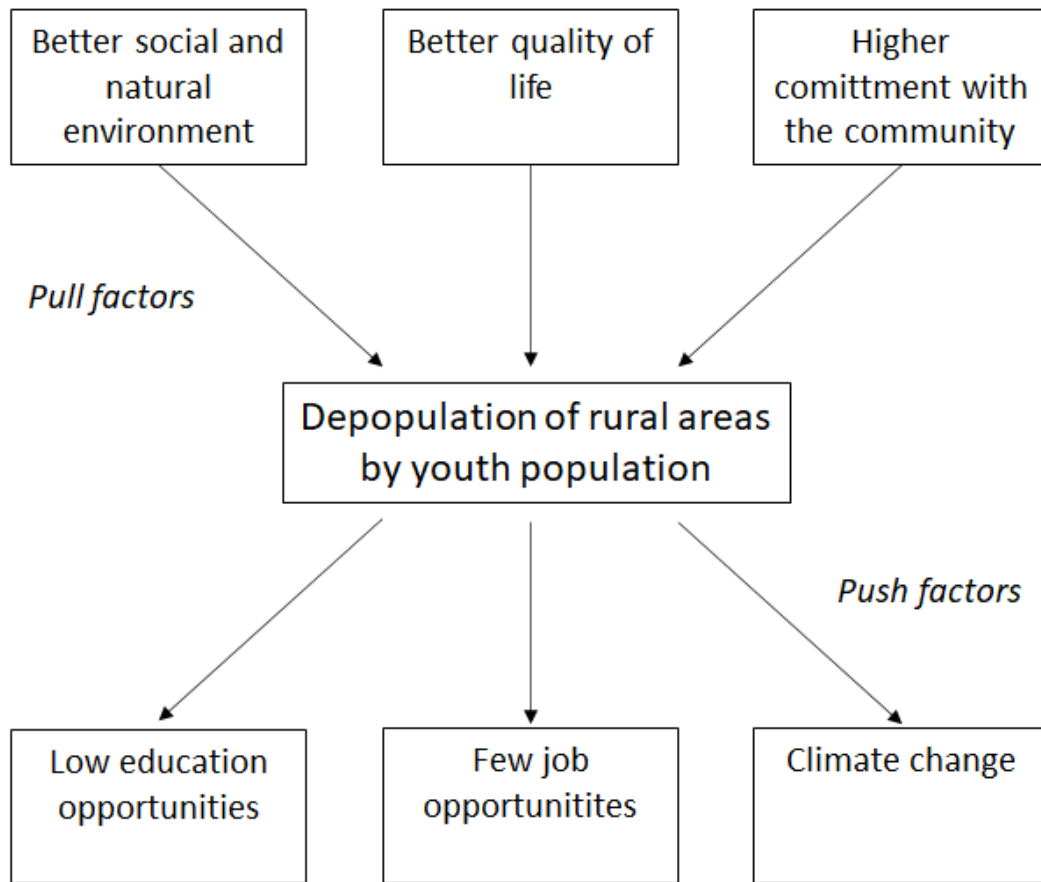 Better social and
natural
environment
Better quality of
life
Higher
comittment with
the community
Pull factors
Depopulation of rural areas
by youth population
Push factors
Low education
opportunities
Few job
opportunitites
Climate change